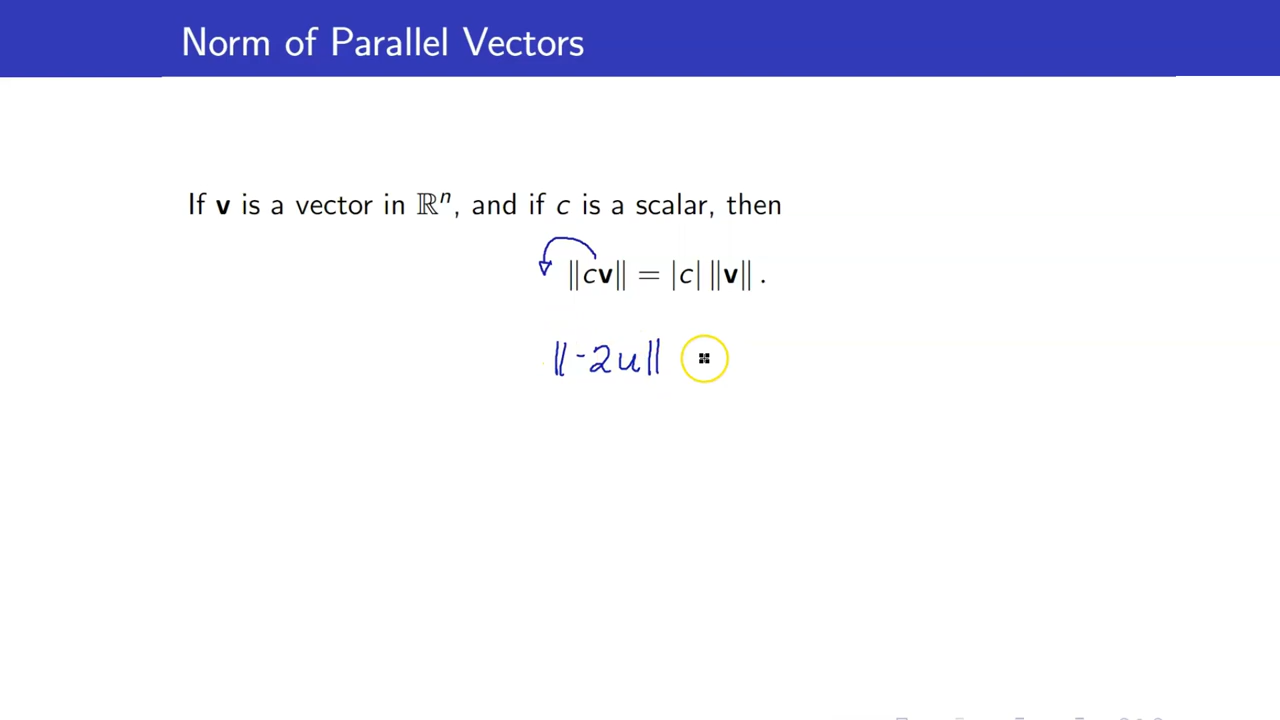 Norm of Parallel Vectors
If v is a vector in ℝⁿ, and if c is a scalar, then
‖cv‖ = |c| ‖v‖ .
‖-2u‖